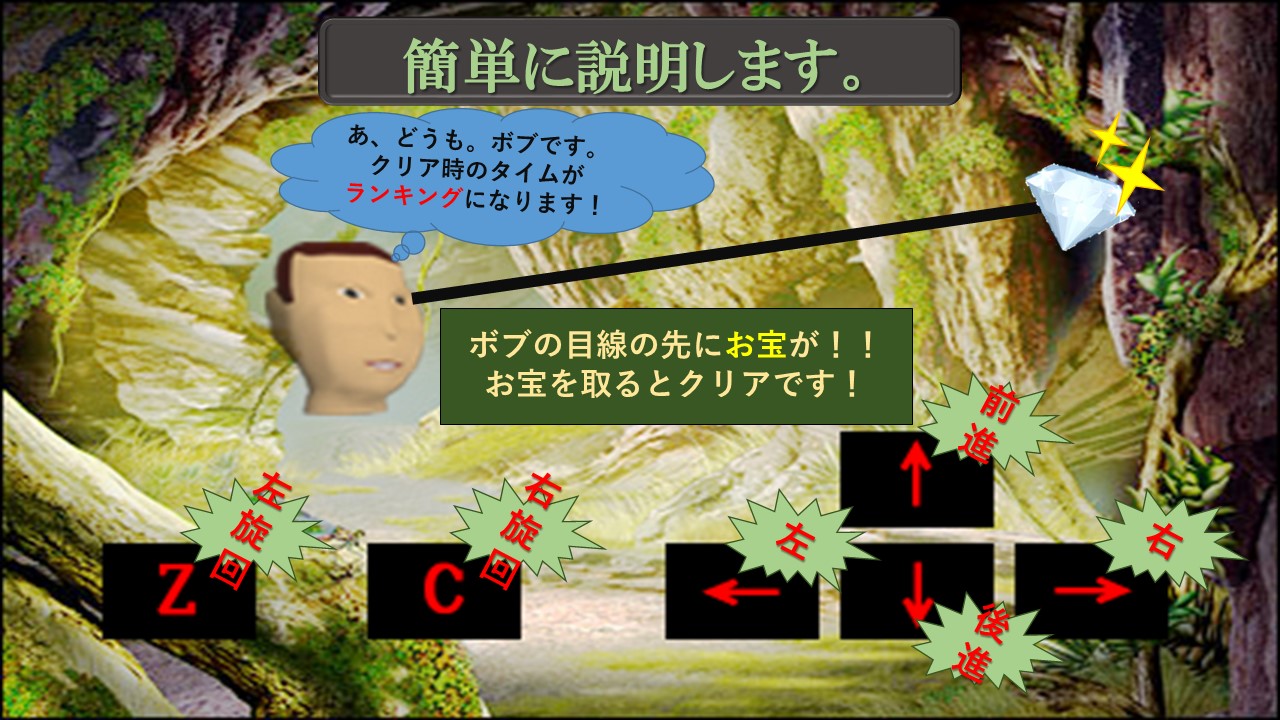 簡単に説明します。
あ、どうも。ボブです。
クリア時のタイムが
ランキングになります！
ボブの目線の先にお宝が！！
お宝を取るとクリアです！
前進
↑
左旋回
Z
右旋回
C
左
←
↓
後進
右
→